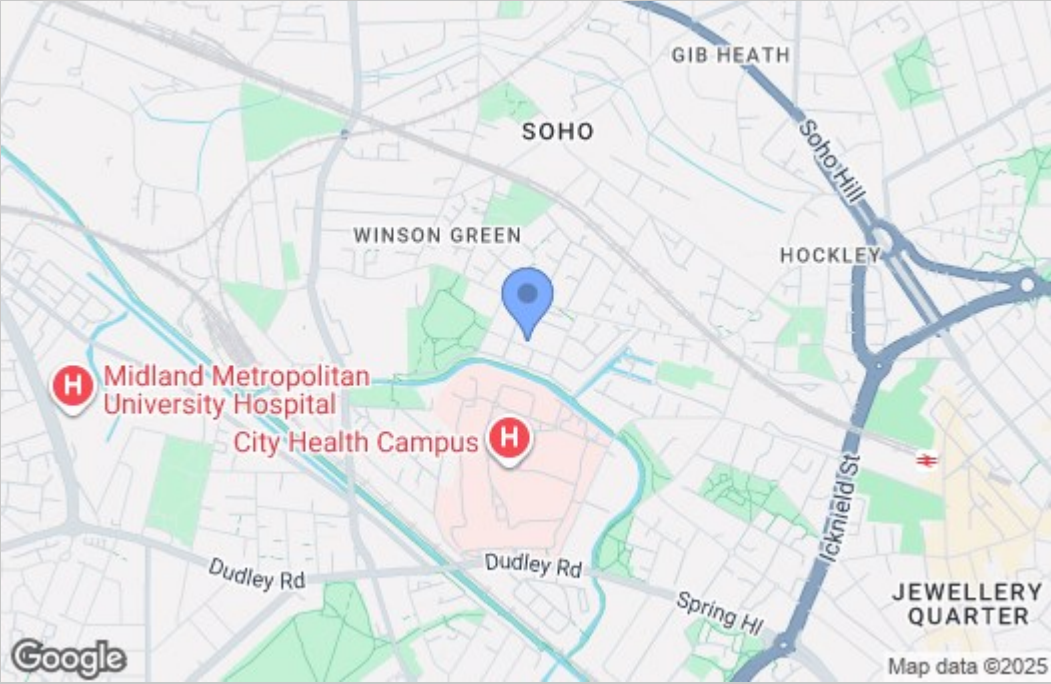 GIB HEATH
SOHO
Soho Hill
WINSON GREEN
HOCKLEY
H
Midland Metropolitan
University Hospital
City Health Campus
H
Icknield St
Dudley Rd
Dudley Rd
Spring Hl
JEWELLERY
QUARTER
Google
Map data ©2025